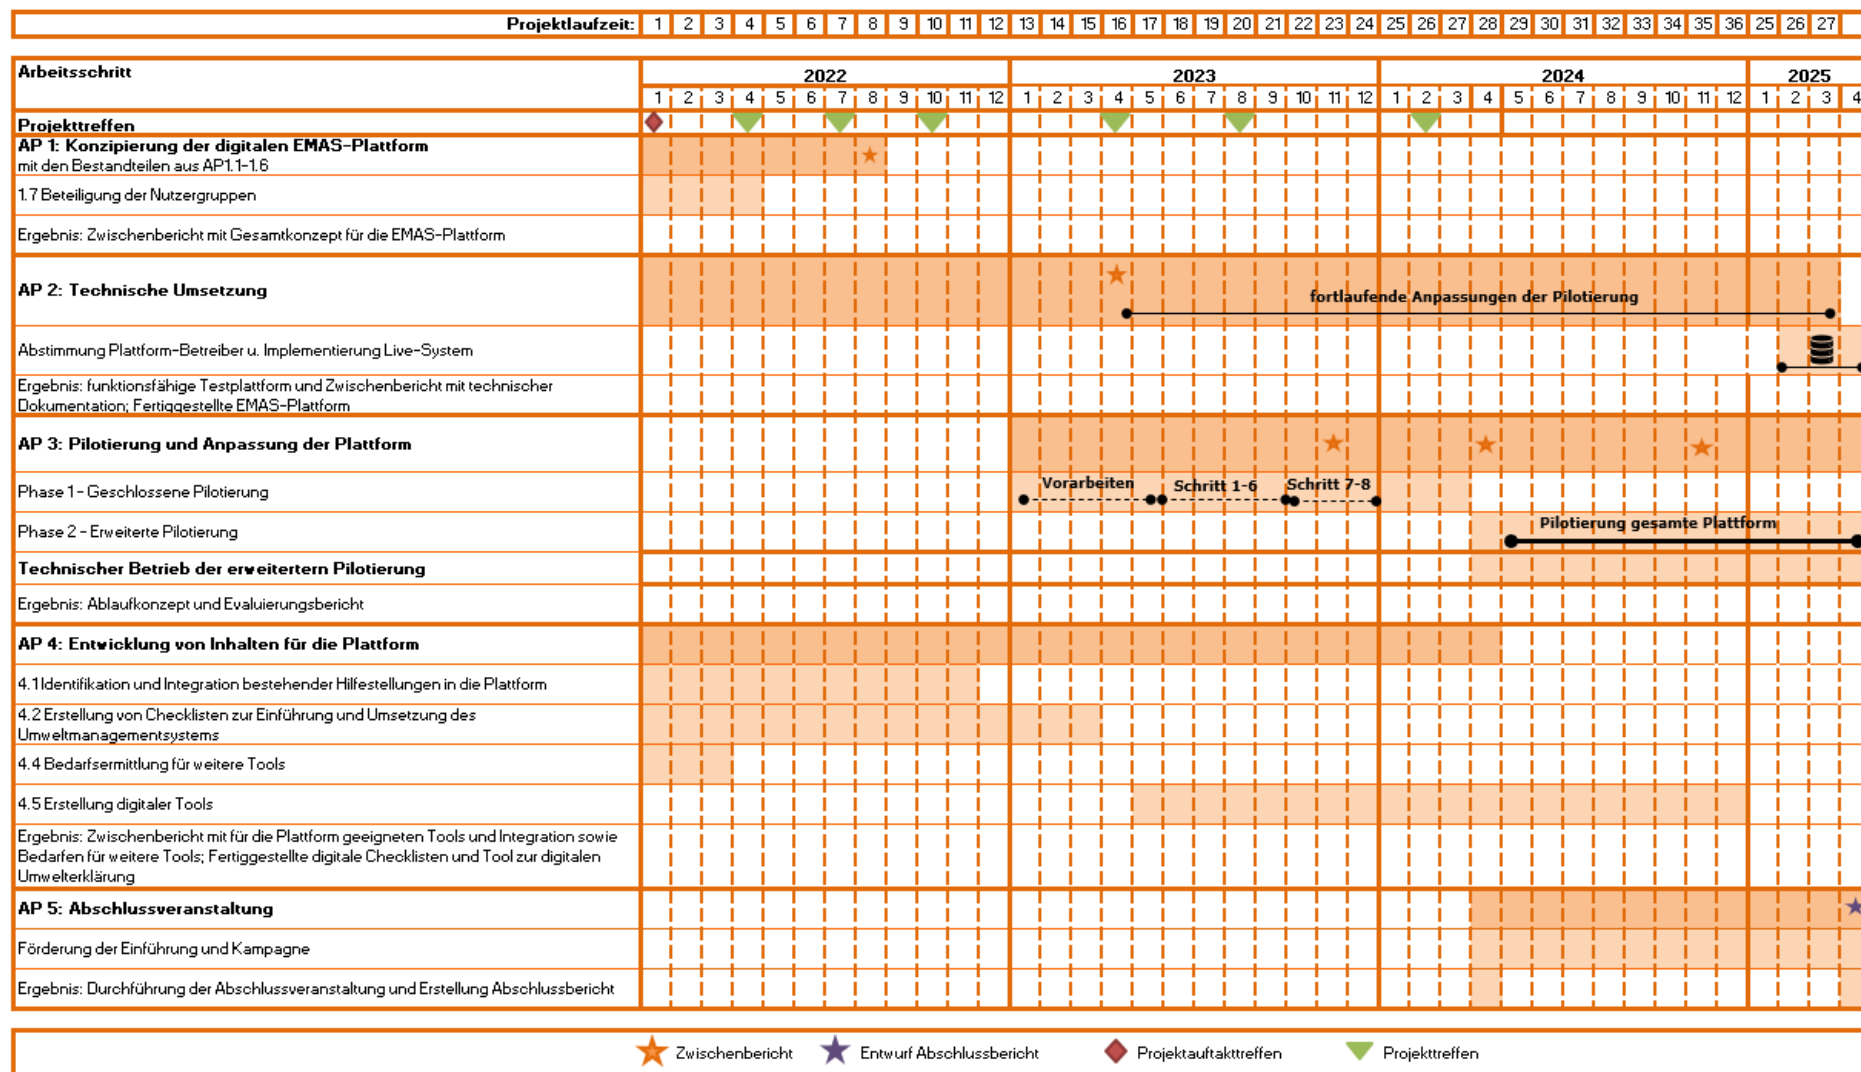 Projektlaufzeit: 1 2 3 4 5 6 7 8 9 10 11 12 13 14 15 16 17 18 19 20 21 22 23 24 25 26 27 28 29 30 31 32 33 34 35 36 25 26 27
Arbeitsschritt 2022 2023 2024 2025
1 2 3 4 5 6 7 8 9 10 11 12 1 2 3 4 5 6 7 8 9 10 11 12 1 2 3 4 5 6 7 8 9 10 11 12 1 2 3 4
Projekttreffen
AP 1: Konzipierung der digitalen EMAS-Plattform
mit den Bestandteilen aus AP1.1-1.6
1.7 Beteiligung der Nutzergruppen
Ergebnis: Zwischenbericht mit Gesamtkonzept für die EMAS-Plattform
AP 2: Technische Umsetzung
fortlaufende Anpassungen der Pilotierung
Abstimmung Plattform-Betreiber u. Implementierung Live-System
Ergebnis: funktionsfähige Testplattform und Zwischenbericht mit technischer
Dokumentation; Fertiggestellte EMAS-Plattform
AP 3: Pilotierung und Anpassung der Plattform
Phase 1 - Geschlossene Pilotierung
Vorarbeiten Schritt 1-6 Schritt 7-8
Phase 2 - Erweiterte Pilotierung
Pilotierung gesamte Plattform
Technischer Betrieb der erweitertern Pilotierung
Ergebnis: Ablaufkonzept und Evaluierungsbericht
AP 4: Entwicklung von Inhalten für die Plattform
4.1 Identifikation und Integration bestehender Hilfestellungen in die Plattform
4.2 Erstellung von Checklisten zur Einführung und Umsetzung des
Umweltmanagementsystems
4.4 Bedarfsermittlung für weitere Tools
4.5 Erstellung digitaler Tools
Ergebnis: Zwischenbericht mit für die Plattform geeigneten Tools und Integration sowie
Bedarfen für weitere Tools; Fertiggestellte digitale Checklisten und Tool zur digitalen
Umwelterklärung
AP 5: Abschlussveranstaltung
Förderung der Einführung und Kampagne
Ergebnis: Durchführung der Abschlussveranstaltung und Erstellung Abschlussbericht
Zwischenbericht Entwurf Abschlussbericht Projektauftakttreffen Projekttreffen